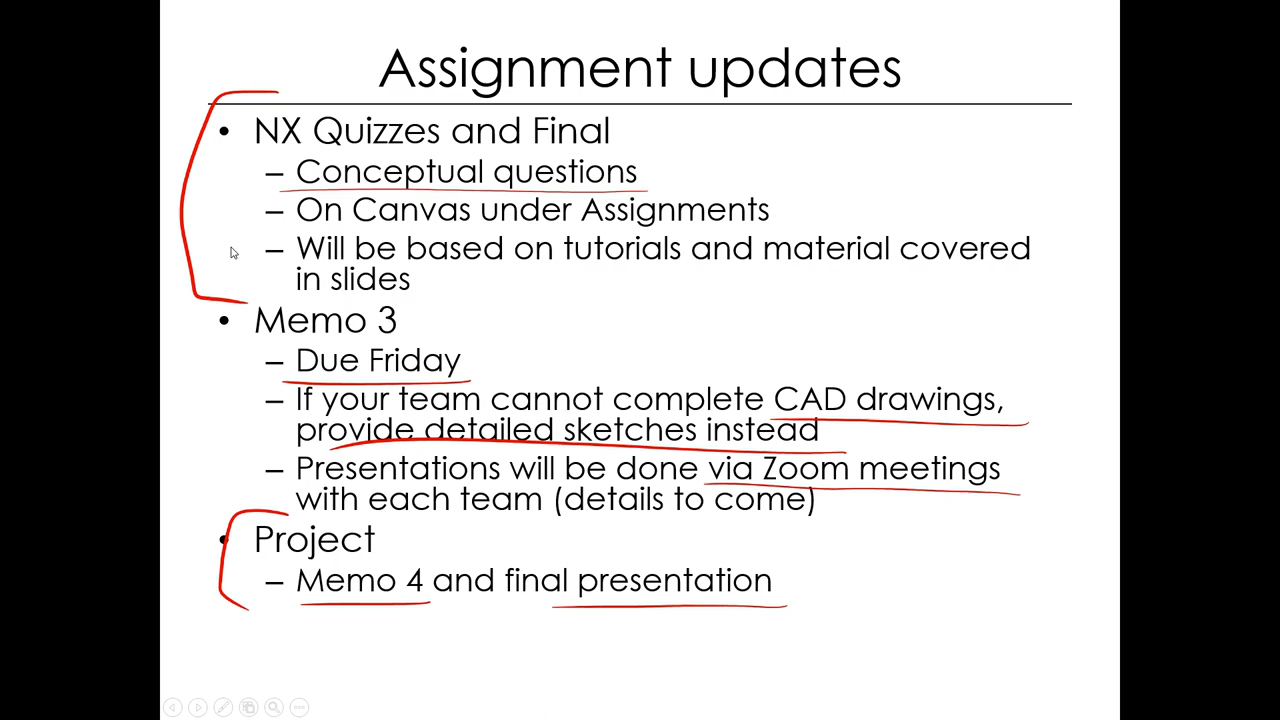 Assignment updates
• NX Quizzes and Final
– Conceptual questions
– On Canvas under Assignments
– Will be based on tutorials and material covered
in slides
• Memo 3
– Due Friday
– If your team cannot complete CAD drawings,
provide detailed sketches instead
– Presentations will be done via Zoom meetings
with each team (details to come)
• Project
– Memo 4 and final presentation